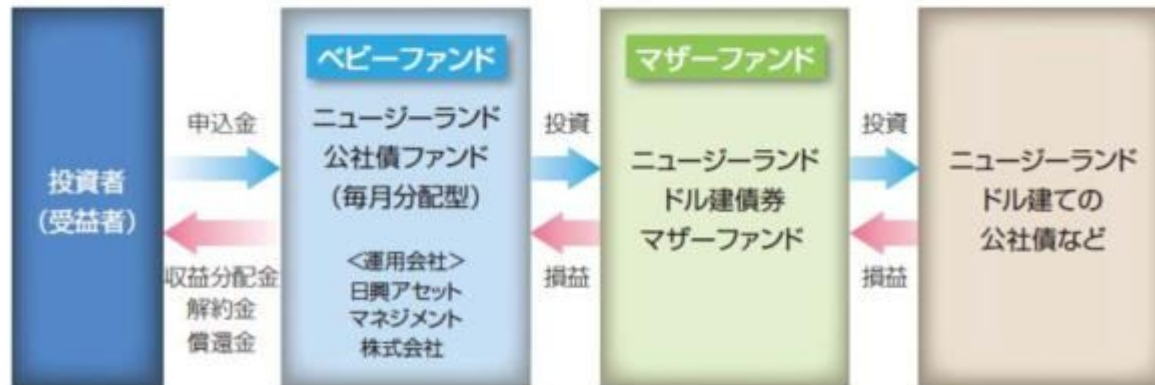 投資者
(受益者)
申込金
収益分配金
解約金
償還金
ベビーファンド
ニュージーランド
公社債ファンド
(毎月分配型)
<運用会社>
日興アセット
マネジメント
株式会社
投資
損益
マザーファンド
ニュージーランド
ドル建債券
マザーファンド
投資
損益
ニュージーランド
ドル建ての
公社債など